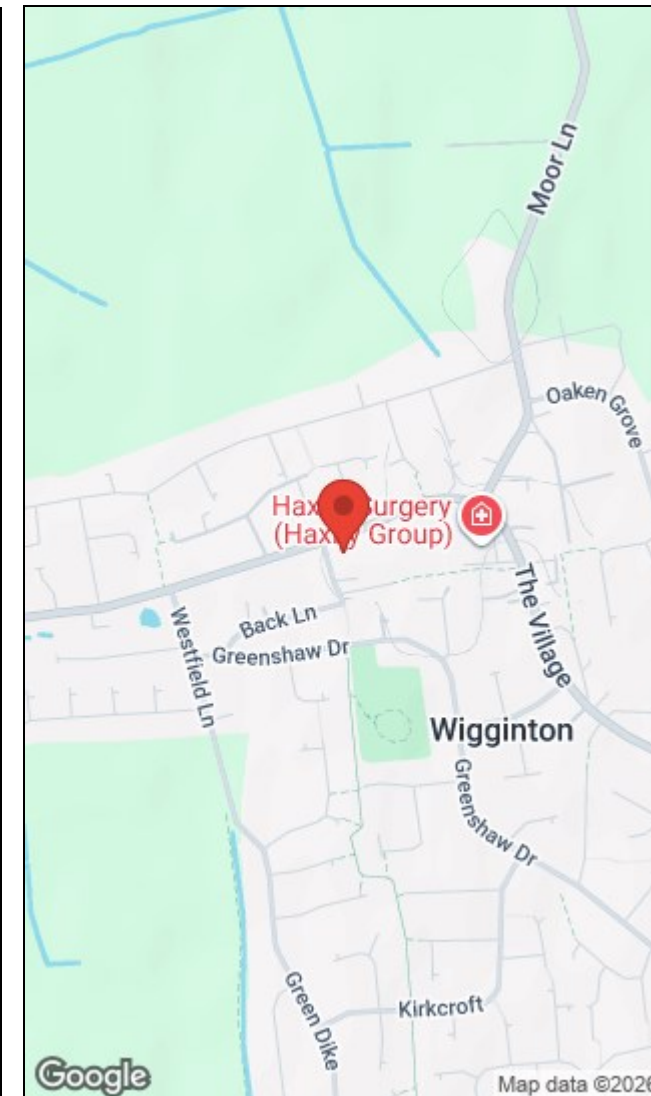 Moor Ln
Oaken Grove
Surgery
Group)
The Village
Back Ln
Greenshaw Dr
Westfield Ln
Wigginton
Greenshaw Dr
Green Dike
Kirkcroft
Google
Map data ©2026